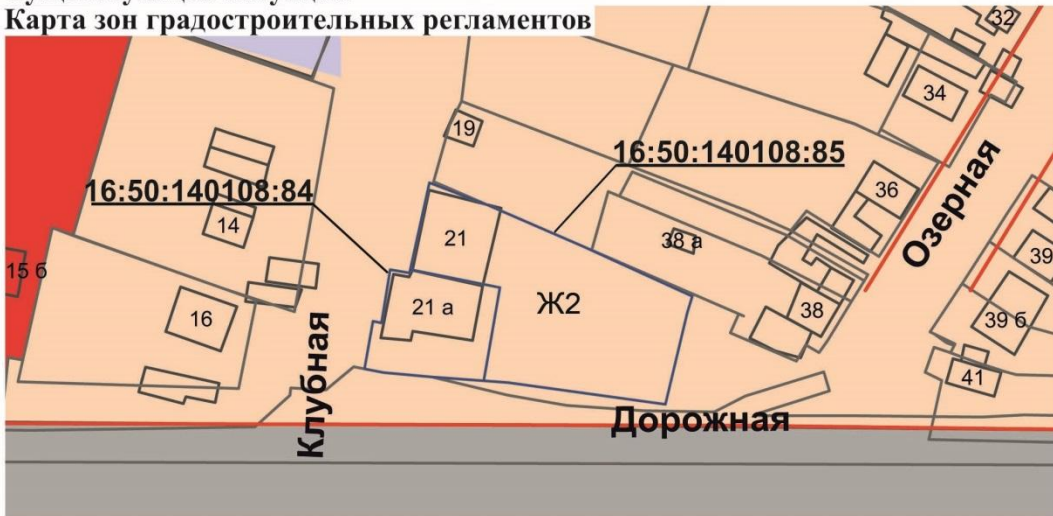 Карта зон градостроительных регламентов
32
34
19
16:50:140108:85
16:50:140108:84
36
Озерная
14
21
38 а
15 б
39
Ж2
21 а
38
16
39 б
Клубная
41
Дорожная